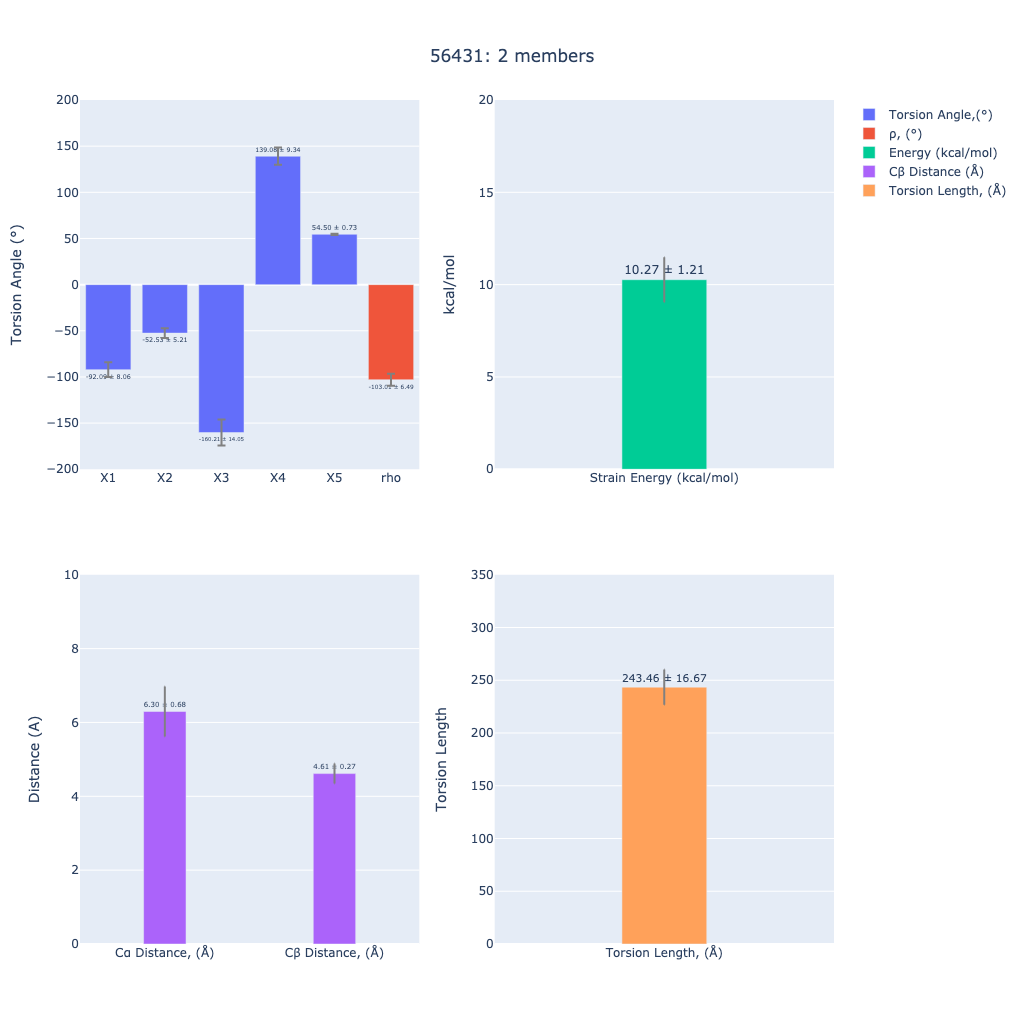 56431: 2 members
Torsion Angle (°)
200
150
100
50
0
−50
−100
−150
−200
139.08 ± 9.34
54.50 ± 0.73
-52.53 ± 5.21
-92.09 ± 8.06
-160.21 ± 14.05
X1 X2 X3 X4 X5 rho
kcal/mol
20
15
10
5
0
10.27 ± 1.21
Strain Energy (kcal/mol)
Torsion Angle,(°)
ρ, (°)
Energy (kcal/mol)
Cβ Distance (Å)
Torsion Length, (Å)
Distance (A)
10
8
6
4
2
0
6.30 ± 0.68
4.61 ± 0.27
Cα Distance, (Å) Cβ Distance, (Å)
Torsion Length
350
300
250
200
150
100
50
0
243.46 ± 16.67
Torsion Length, (Å)